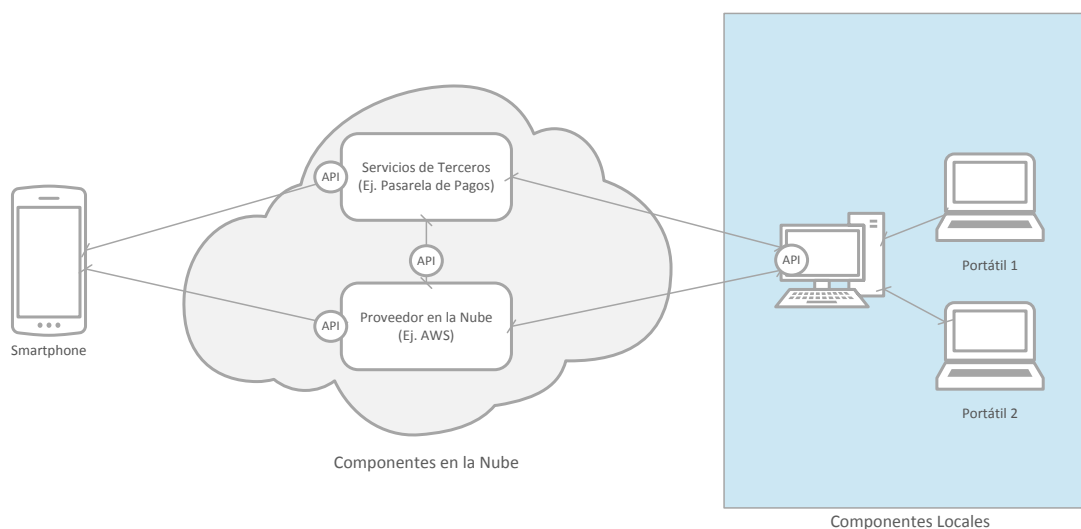 Servicios de Terceros
(Ej. Pasarela de Pagos)
API
API
API
Portátil 1
API
Proveedor en la Nube
(Ej. AWS)
Smartphone
Portátil 2
Componentes en la Nube
Componentes Locales